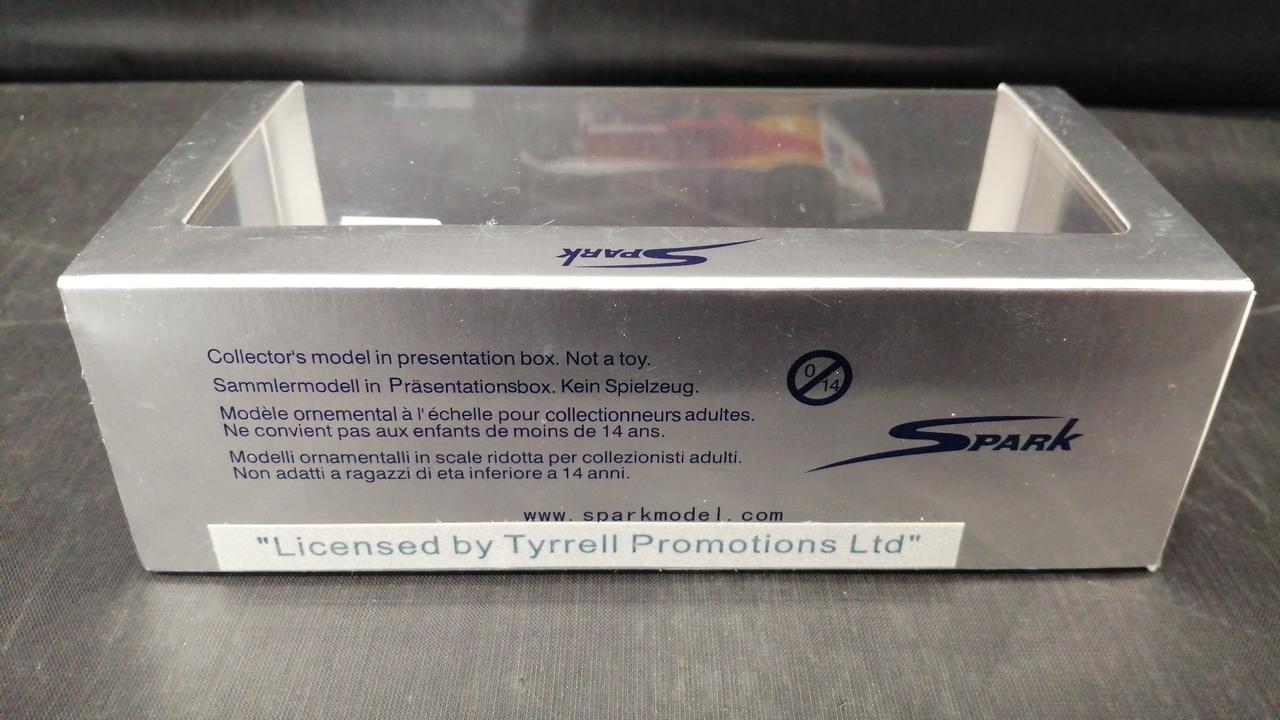 SPARK
Collector's model in presentation box. Not a toy.
Sammlermodell in Präsentationsbox. Kein Spielzeug.
Modèle ornemental à l'échelle pour collectionneurs adultes.
Ne convient pas aux enfants de moins de 14 ans.
Modelli ornamentalli in scale ridotta per collezionisti adulti.
Non adatti a ragazzi di eta inferiore a 14 anni.
0
14
SPARK
www.sparkmodel.com
"Licensed by Tyrrell Promotions Ltd"